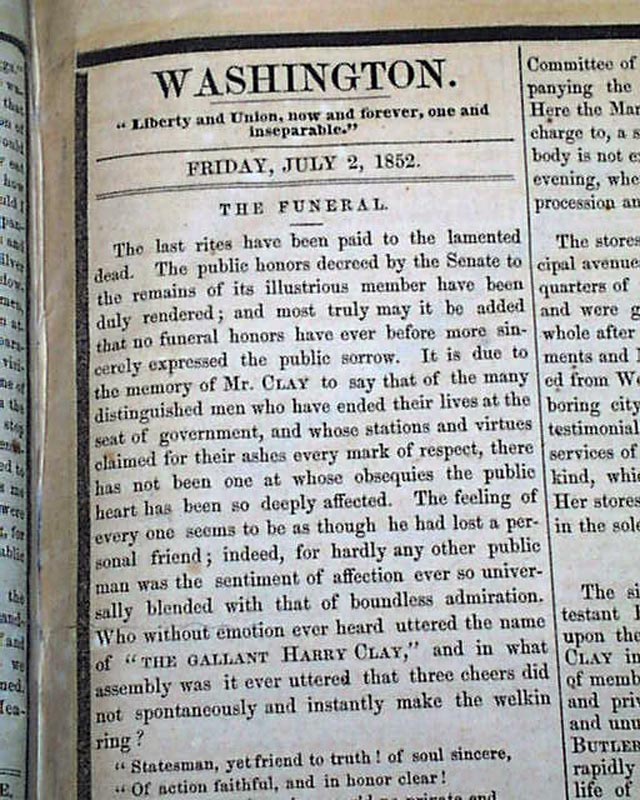 WASHINGTON.
"Liberty and Union, now and forever, one and
inseparable."
FRIDAY, JULY 2, 1852.
THE FUNERAL.
The last rites have been paid to the lamented
dead. The public honors decreed by the Senate to
the remains of its illustrious member have been
duly rendered; and most truly may it be added
that no funeral honors have ever before more sin-
cerely expressed the public sorrow. It is due to
the memory of Mr. CLAY to say that of the many
distinguished men who have ended their lives at the
seat of government, and whose stations and virtues
claimed for their ashes every mark of respect, there
has not been one at whose obsequies the public
heart has been so deeply affected. The feeling of
every one seems to be as though he had lost a per-
sonal friend; indeed, for hardly any other public
man was the sentiment of affection ever so univer-
sally blended with that of boundless admiration.
Who without emotion ever heard uttered the name
of "THE GALLANT HARRY CLAY," and in what
assembly was it ever uttered that three cheers did
not spontaneously and instantly make the welkin
ring?
"Statesman, yet friend to truth! of soul sincere,
"Of action faithful, and in honor clear!
private and
Committee of
panying the
Here the Mar
charge to, a s
body is not e
evening, whe
procession an
The stores
cipal avenue
quarters of
and were g
whole after
ments and
ed from We
boring city
testimonial
services of
kind, whic
Her stores
in the sole
The si
testant
upon the
CLAY in
of memb
and priv
and unu
BUTLER
rapidly
life of